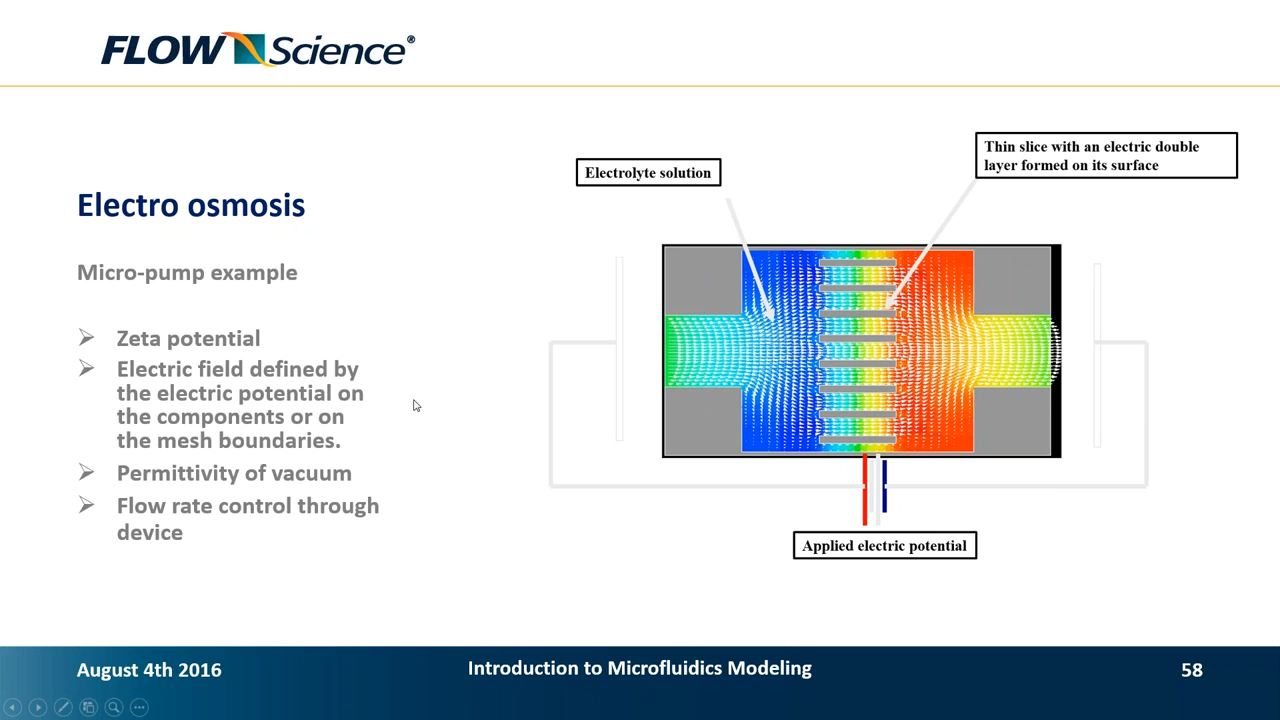 FLOW Science®
Electro osmosis
Micro-pump example
Zeta potential
Electric field defined by
the electric potential on
the components or on
the mesh boundaries.
Permittivity of vacuum
Flow rate control through
device
Electrolyte solution
Thin slice with an electric double
layer formed on its surface
Applied electric potential
August 4th 2016
Introduction to Microfluidics Modeling
58